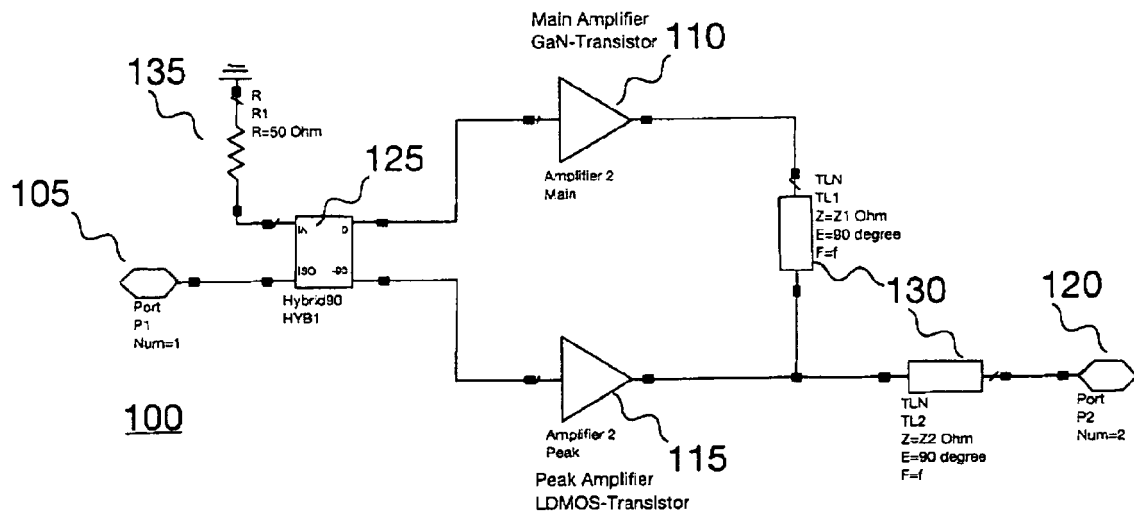 Main Amplifier
GaN-Transistor
110
135
R
R1
R=50 Ohm
125
105
IN 0
ISO -90
Hybrid90
HYB1
Port
P1
Num=1
Amplifier 2
Main
TLN
TL1
Z=Z1 Ohm
E=90 degree
F=f
130
120
100
Amplifier 2
Peak
115
Peak Amplifier
LDMOS-Transistor
TLN
TL2
Z=Z2 Ohm
E=90 degree
F=f
Port
P2
Num=2